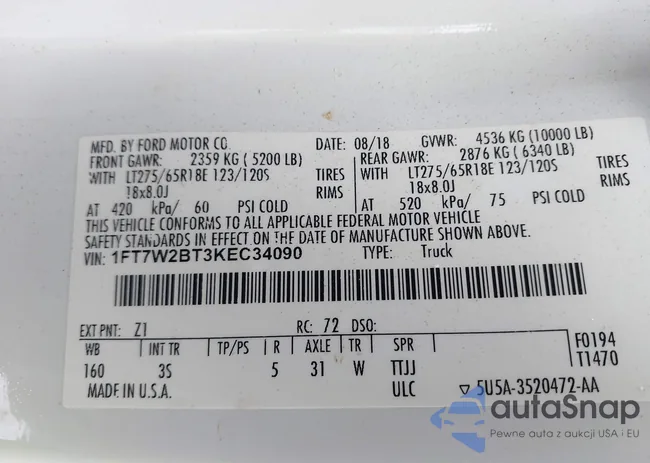 MFD. BY FORD MOTOR CO. DATE: 08/18 GVWR: 4536 KG (10000 LB)
FRONT GAWR: 2359 KG ( 5200 LB) REAR GAWR: 2876 KG ( 6340 LB)
WITH LT275/65R18E 123/120S TIRES WITH LT275/65R18E 123/120S TIRES
18x8.0J RIMS 18x8.0J RIMS
AT 420 kPa/ 60 PSI COLD AT 520 kPa/ 75 PSI COLD
THIS VEHICLE CONFORMS TO ALL APPLICABLE FEDERAL MOTOR VEHICLE
SAFETY STANDARDS IN EFFECT ON THE DATE OF MANUFACTURE SHOWN ABOVE.
VIN: 1FT7W2BT3KEC34090 TYPE: Truck
EXT PNT: Z1 RC: 72 DSO:
WB INT TR TP/PS R AXLE TR SPR F0194
160 3S 5 31 W TTJJ T1470
MADE IN U.S.A. ULC ▽ 5U5A-3520472-AA
autaSnap
Pewne auta z aukcji USA i EU